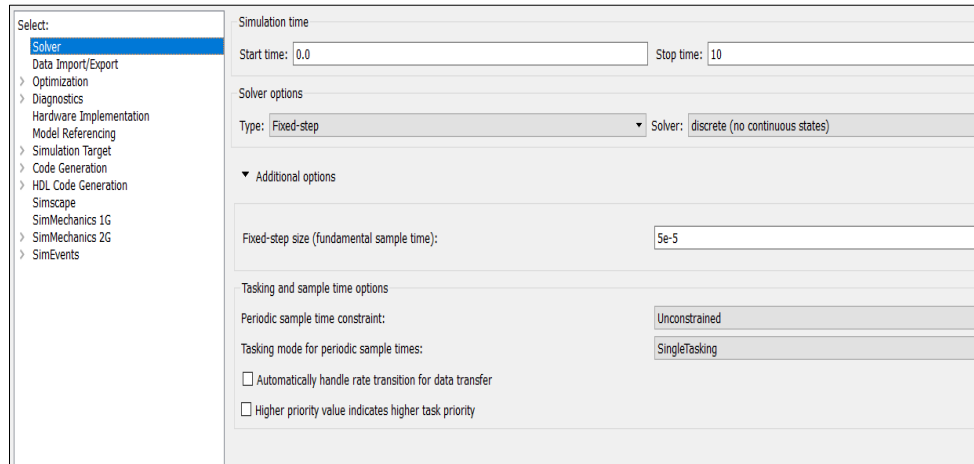 Select:
Solver
Data Import/Export
Optimization
Diagnostics
Hardware Implementation
Model Referencing
Simulation Target
Code Generation
HDL Code Generation
Simscape
SimMechanics 1G
SimMechanics 2G
SimEvents
Simulation time
Start time: 0.0 Stop time: 10
Solver options
Type: Fixed-step Solver: discrete (no continuous states)
Additional options
Fixed-step size (fundamental sample time): 5e-5
Tasking and sample time options
Periodic sample time constraint: Unconstrained
Tasking mode for periodic sample times: SingleTasking
Automatically handle rate transition for data transfer
Higher priority value indicates higher task priority